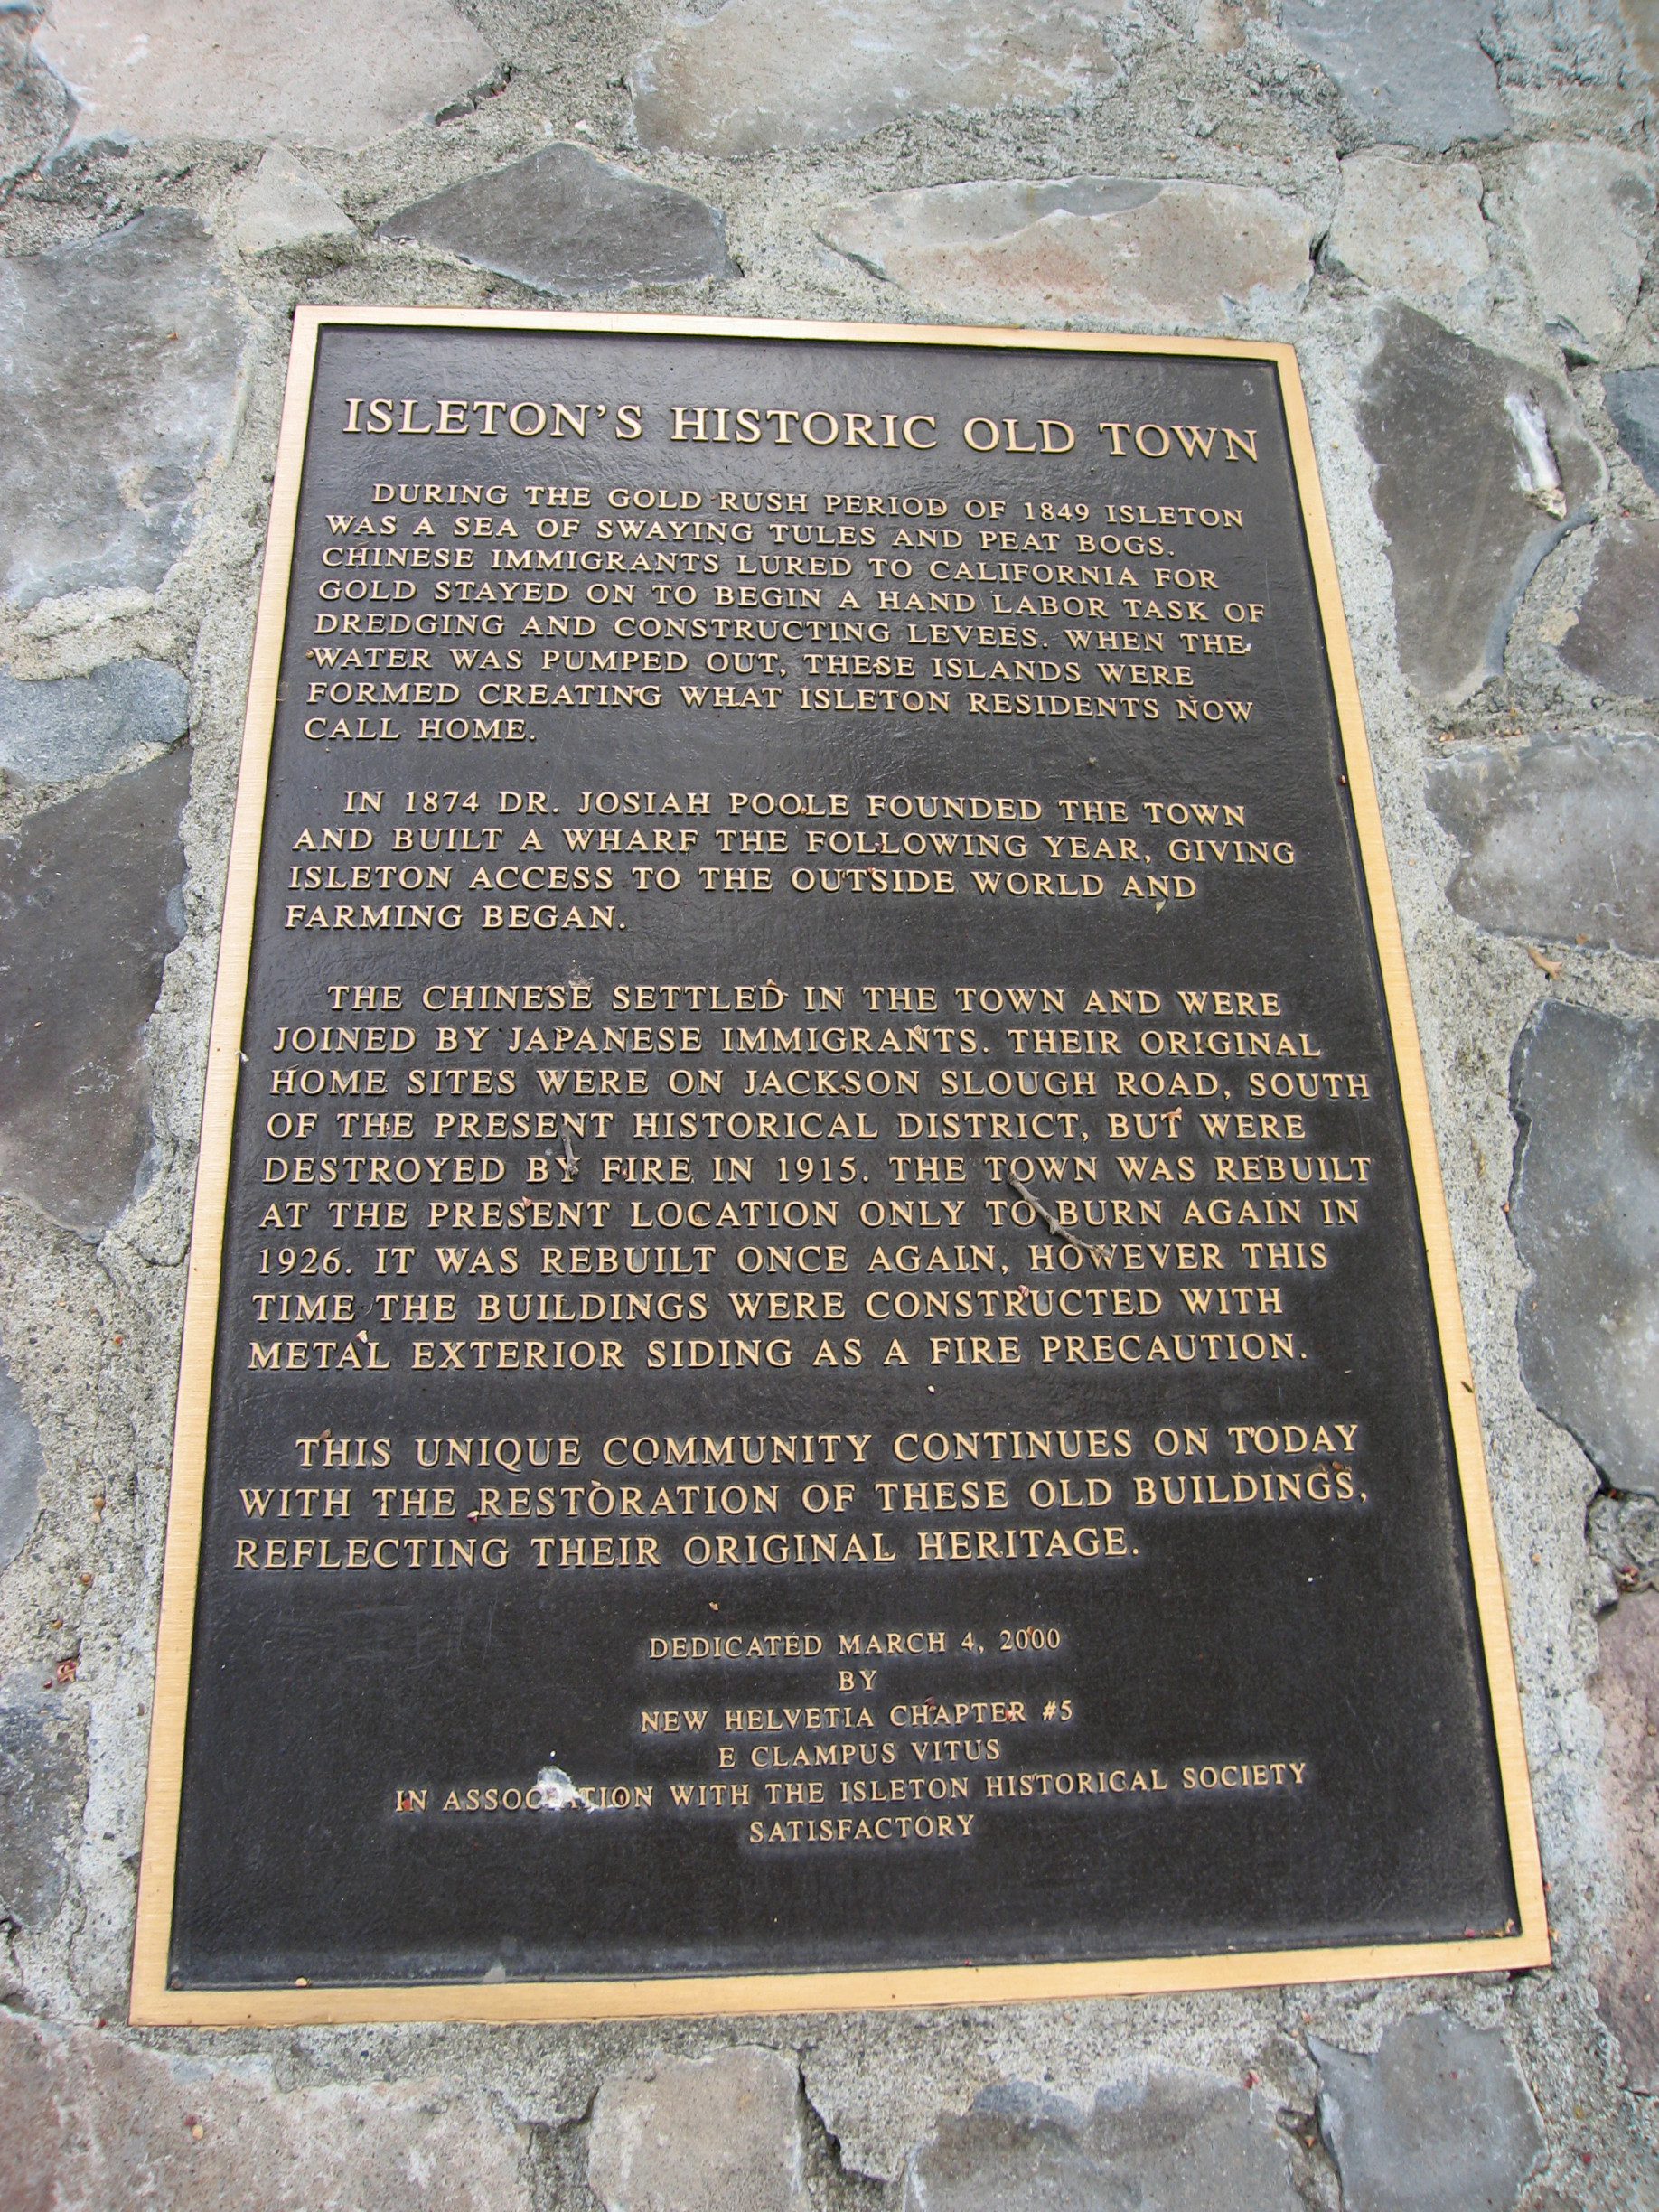 ISLETON'S HISTORIC OLD TOWN
DURING THE GOLD RUSH PERIOD OF 1849 ISLETON
WAS A SEA OF SWAYING TULES AND PEAT BOGS.
CHINESE IMMIGRANTS LURED TO CALIFORNIA FOR
GOLD STAYED ON TO BEGIN A HAND LABOR TASK OF
DREDGING AND CONSTRUCTING LEVEES. WHEN THE
WATER WAS PUMPED OUT, THESE ISLANDS WERE
FORMED CREATING WHAT ISLETON RESIDENTS NOW
CALL HOME.
IN 1874 DR. JOSIAH POOLE FOUNDED THE TOWN
AND BUILT A WHARF THE FOLLOWING YEAR, GIVING
ISLETON ACCESS TO THE OUTSIDE WORLD AND
FARMING BEGAN.
THE CHINESE SETTLED IN THE TOWN AND WERE
JOINED BY JAPANESE IMMIGRANTS. THEIR ORIGINAL
HOME SITES WERE ON JACKSON SLOUGH ROAD, SOUTH
OF THE PRESENT HISTORICAL DISTRICT, BUT WERE
DESTROYED BY FIRE IN 1915. THE TOWN WAS REBUILT
AT THE PRESENT LOCATION ONLY TO BURN AGAIN IN
1926. IT WAS REBUILT ONCE AGAIN, HOWEVER THIS
TIME THE BUILDINGS WERE CONSTRUCTED WITH
METAL EXTERIOR SIDING AS A FIRE PRECAUTION.
THIS UNIQUE COMMUNITY CONTINUES ON TODAY
WITH THE RESTORATION OF THESE OLD BUILDINGS,
REFLECTING THEIR ORIGINAL HERITAGE.
DEDICATED MARCH 4, 2000
BY
NEW HELVETIA CHAPTER #5
E CLAMPUS VITUS
IN ASSOCIATION WITH THE ISLETON HISTORICAL SOCIETY
SATISFACTORY